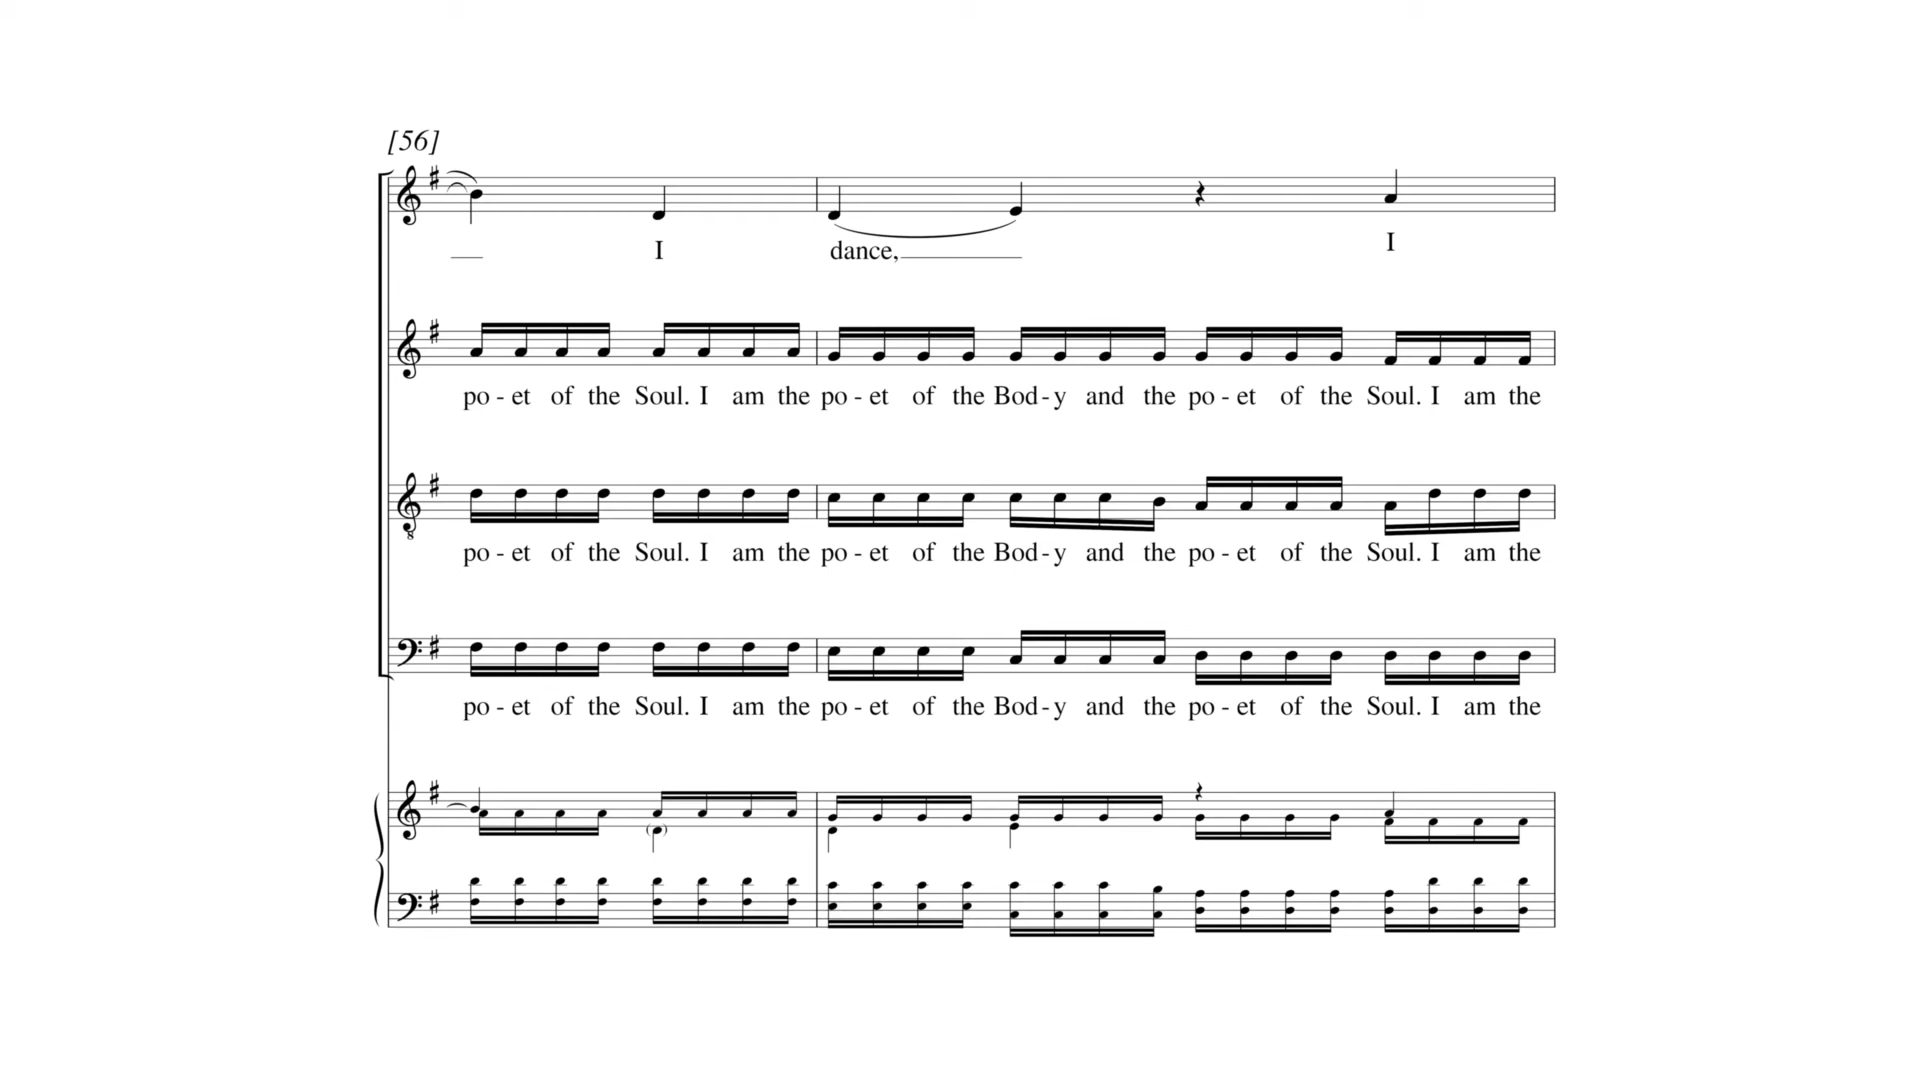 [56]
I dance, I
po - et of the Soul. I am the po - et of the Bod - y and the po - et of the Soul. I am the
po - et of the Soul. I am the po - et of the Bod - y and the po - et of the Soul. I am the
po - et of the Soul. I am the po - et of the Bod - y and the po - et of the Soul. I am the